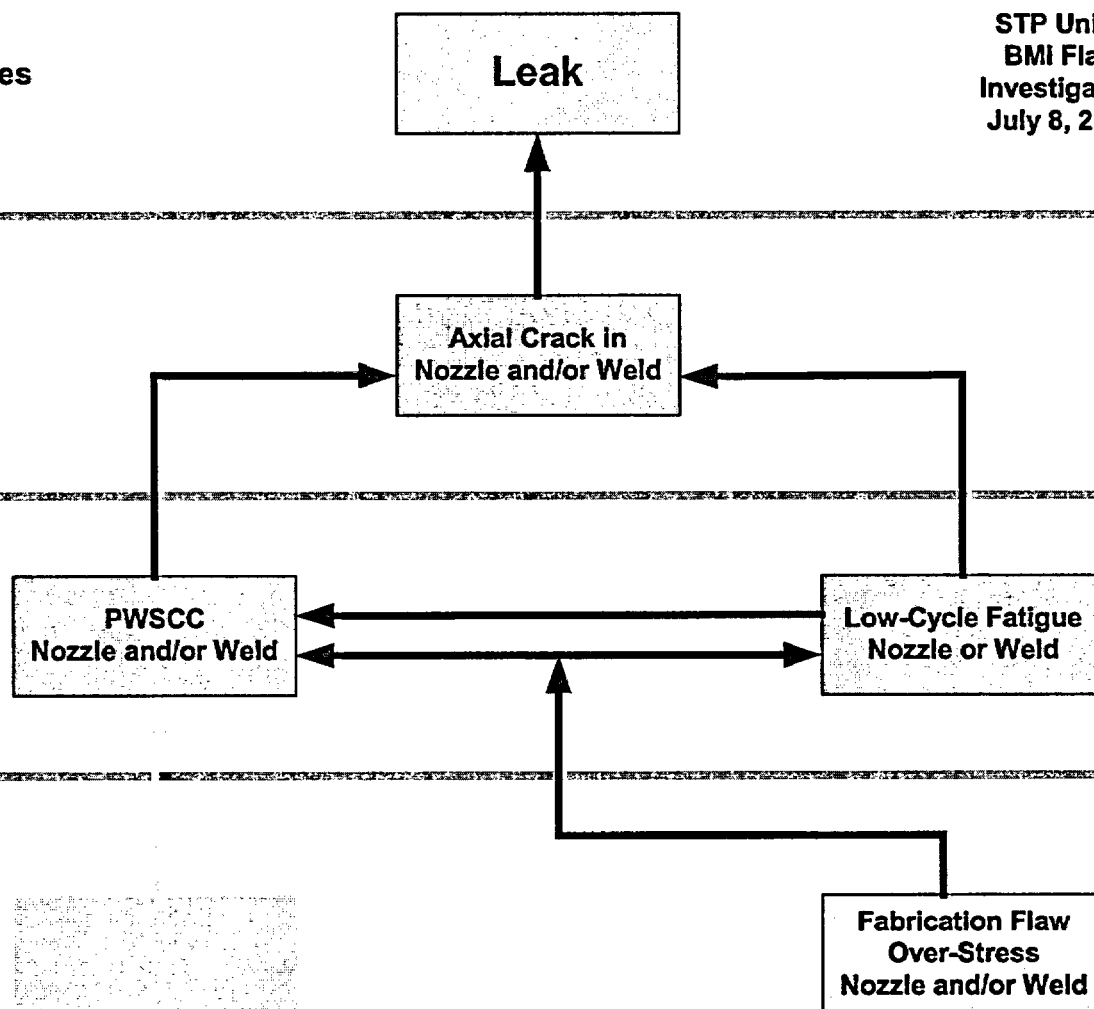 es
Leak
STP Uni
BMI Fla
Investiga
July 8, 2
Axial Crack in
Nozzle and/or Weld
PWSCC
Nozzle and/or Weld
Low-Cycle Fatigue
Nozzle or Weld
Fabrication Flaw
Over-Stress
Nozzle and/or Weld